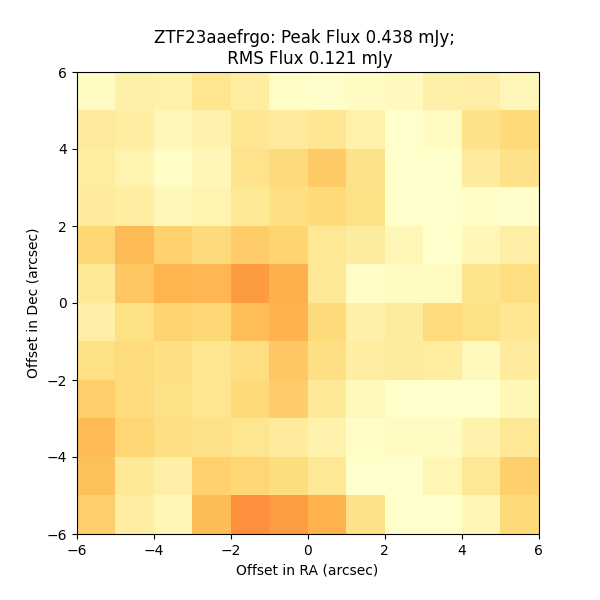 ZTF23aaefrgo: Peak Flux 0.438 mJy;
RMS Flux 0.121 mJy
6
4
2
0
−2
−4
−6
Offset in Dec (arcsec)
−6 −4 −2 0 2 4 6
Offset in RA (arcsec)